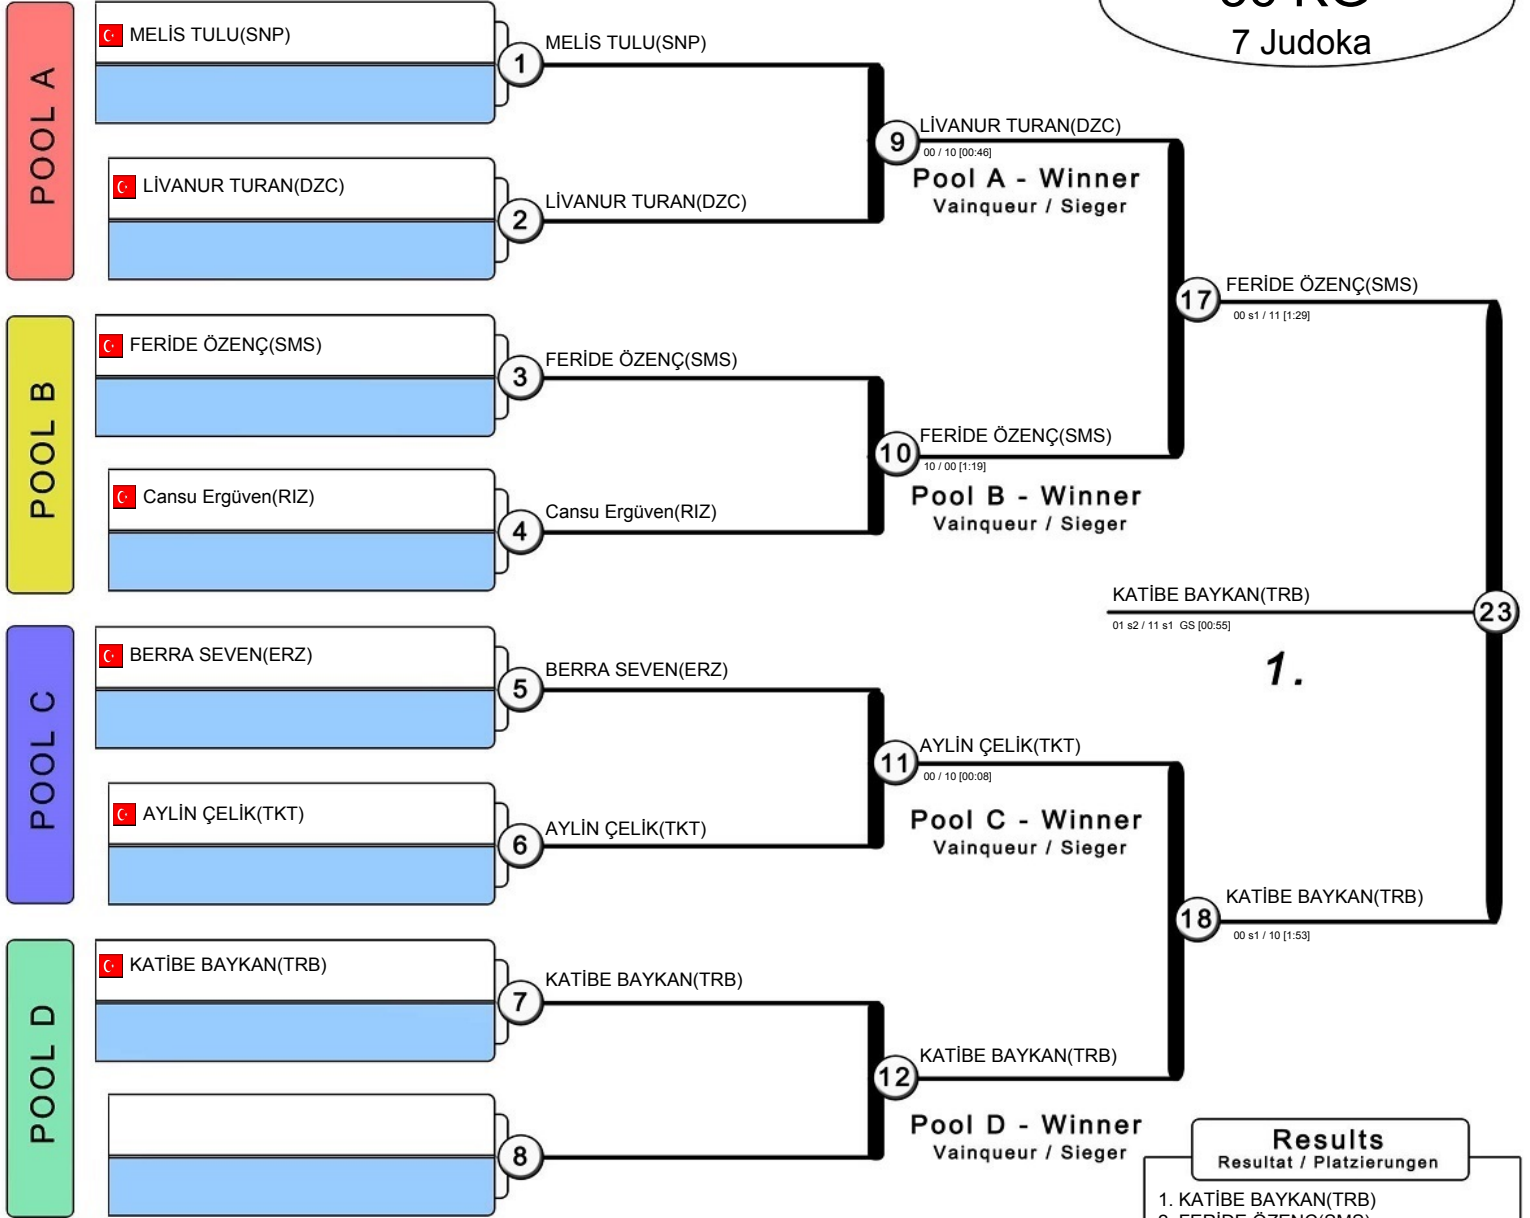 KG
7 Judoka
POOL A
MELİS TULU(SNP)
1
MELİS TULU(SNP)
LİVANUR TURAN(DZC)
2
LİVANUR TURAN(DZC)
9
LİVANUR TURAN(DZC)
00 / 10 [00:46]
Pool A - Winner
Vainqueur / Sieger
17
FERİDE ÖZENÇ(SMS)
00 s1 / 11 [1:29]
POOL B
FERİDE ÖZENÇ(SMS)
3
FERİDE ÖZENÇ(SMS)
Cansu Ergüven(RIZ)
4
Cansu Ergüven(RIZ)
10
FERİDE ÖZENÇ(SMS)
10 / 00 [1:19]
Pool B - Winner
Vainqueur / Sieger
KATİBE BAYKAN(TRB)
23
01 s2 / 11 s1 GS [00:55]
1.
POOL C
BERRA SEVEN(ERZ)
5
BERRA SEVEN(ERZ)
AYLİN ÇELİK(TKT)
6
AYLİN ÇELİK(TKT)
11
AYLİN ÇELİK(TKT)
00 / 10 [00:08]
Pool C - Winner
Vainqueur / Sieger
18
KATİBE BAYKAN(TRB)
00 s1 / 10 [1:53]
POOL D
KATİBE BAYKAN(TRB)
7
KATİBE BAYKAN(TRB)
8
12
KATİBE BAYKAN(TRB)
Pool D - Winner
Vainqueur / Sieger
Results
Resultat / Platzierungen
1. KATİBE BAYKAN(TRB)
2. FERİDE ÖZENÇ(SMS)